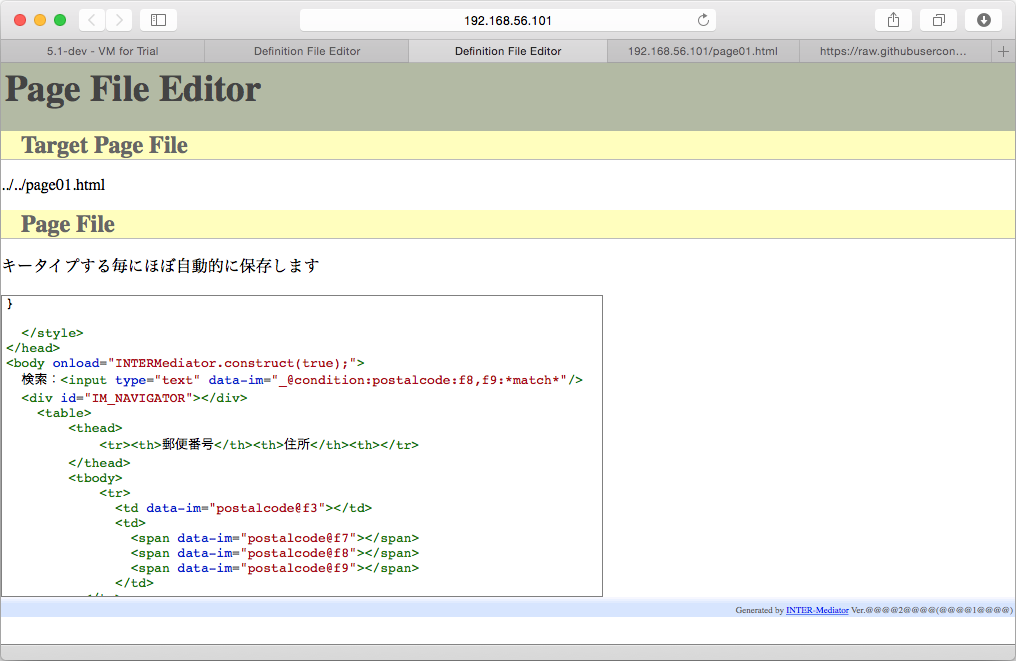 192.168.56.101
5.1-dev - VM for Trial
Definition File Editor
Definition File Editor
192.168.56.101/page01.html
https://raw.githubusercon...
Page File Editor
Target Page File
../../page01.html
Page File
キータイプする毎にほぼ自動的に保存します
}
</style>
</head>
<body onload="INTERMediator.construct(true);">
検索：<input type="text" data-im="_@condition:postalcode:f8,f9:*match*"/>
<div id="IM_NAVIGATOR"></div>
<table>
<thead>
<tr><th>郵便番号</th><th>住所</th><th></tr>
</thead>
<tbody>
<tr>
<td data-im="postalcode@f3"></td>
<td>
<span data-im="postalcode@f7"></span>
<span data-im="postalcode@f8"></span>
<span data-im="postalcode@f9"></span>
</td>
Generated by INTER-Mediator Ver.@@@@2@@@@(@@@@1@@@@)